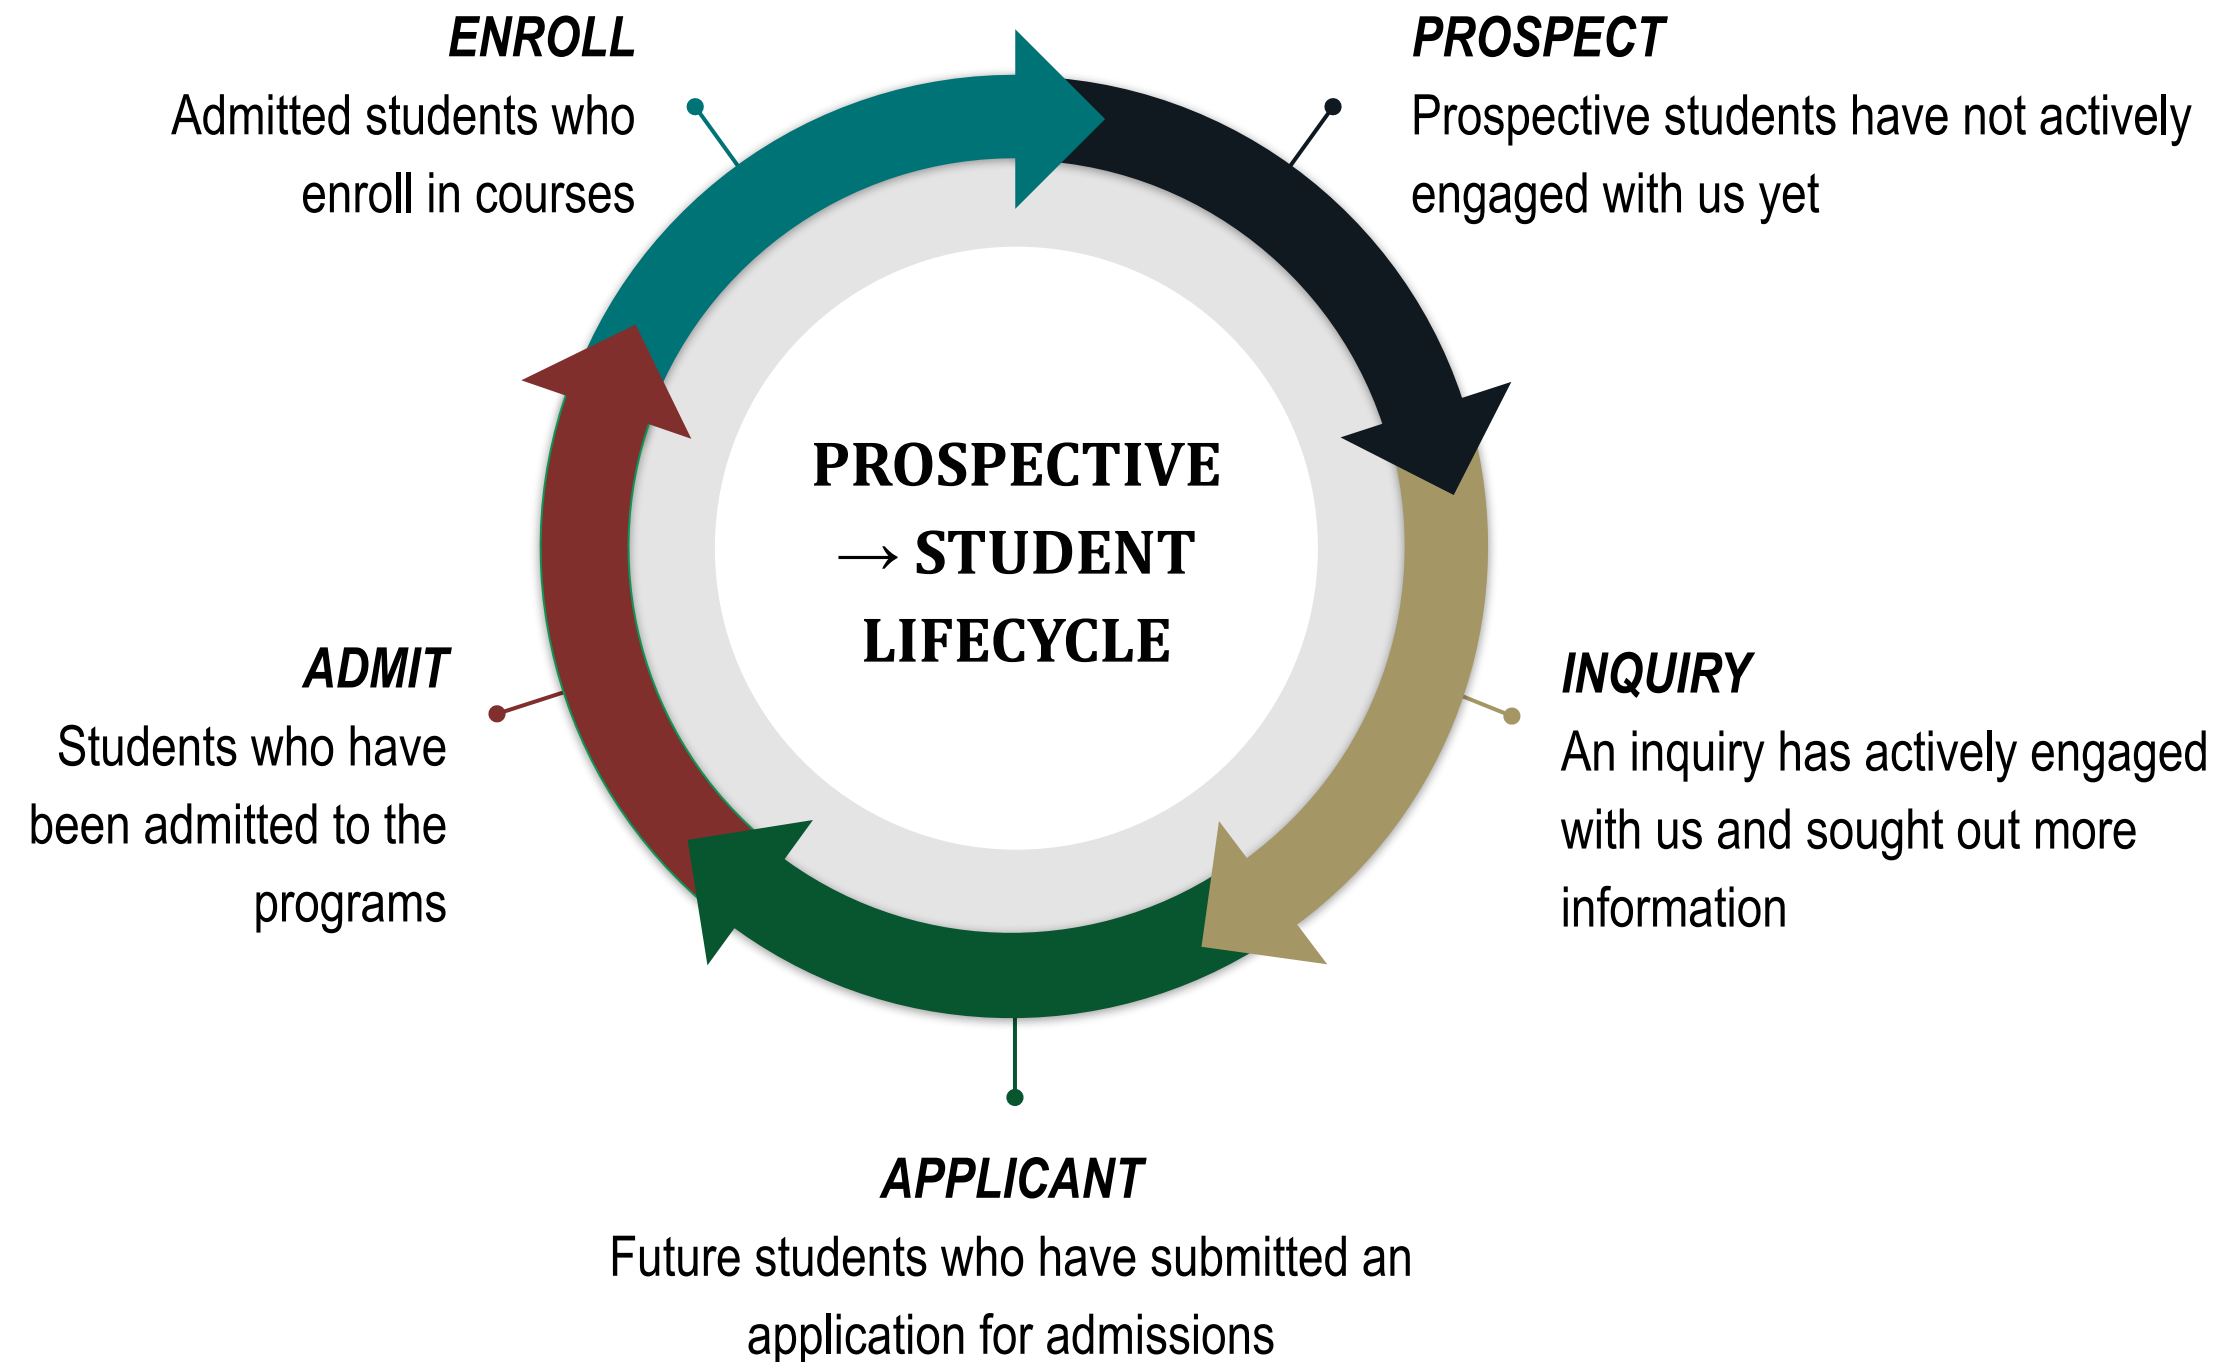 ENROLL
Admitted students who
enroll in courses
PROSPECT
Prospective students have not actively
engaged with us yet
PROSPECTIVE
→ STUDENT
LIFECYCLE
ADMIT
Students who have
been admitted to the
programs
INQUIRY
An inquiry has actively engaged
with us and sought out more
information
APPLICANT
Future students who have submitted an
application for admissions